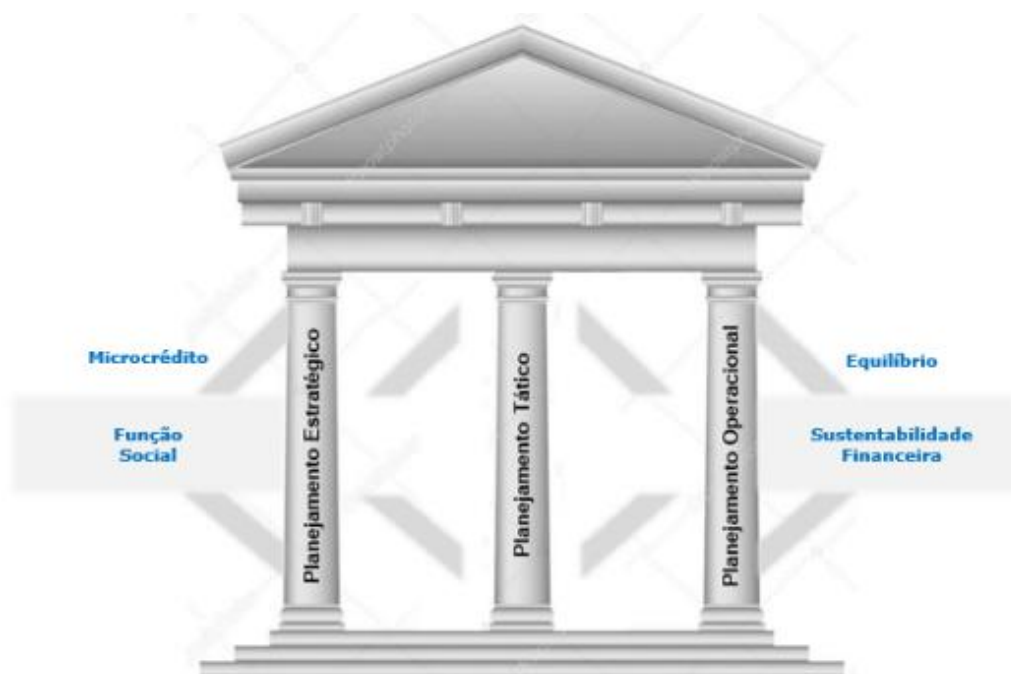 Microcrédito
Função
Social
Planejamento Estratégico
Planejamento Tático
Planejamento Operacional
Equilíbrio
Sustentabilidade
Financeira